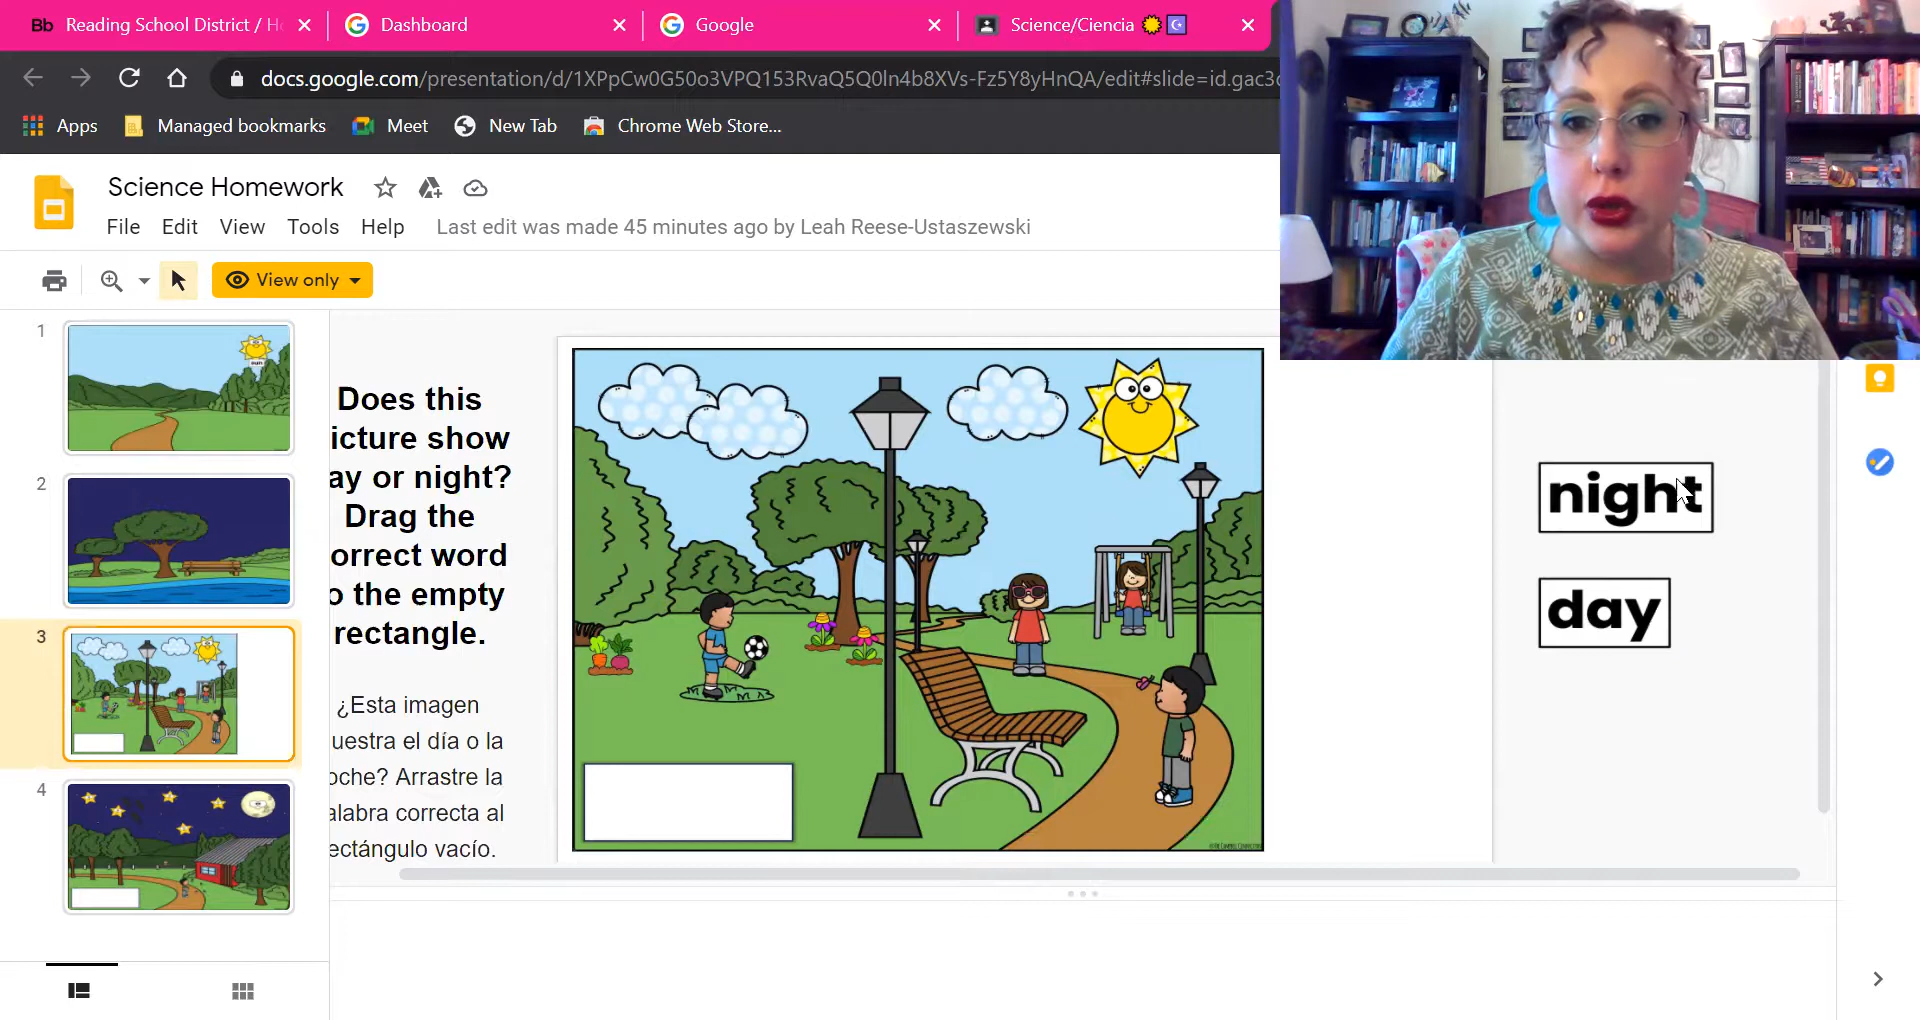 Bb Reading School District / H
Dashboard
Google
Science/Ciencia
docs.google.com/presentation/d/1XPpCw0G50o3VPQ153RvaQ5Q0ln4b8XVs-Fz5Y8yHnQA/edit#slide=id.gac3c
Apps
Managed bookmarks
Meet
New Tab
Chrome Web Store...
Science Homework
File Edit View Tools Help Last edit was made 45 minutes ago by Leah Reese-Ustaszewski
View only
1
2
3
4
Does this
icture show
ay or night?
Drag the
orrect word
o the empty
rectangle.
¿Esta imagen
uestra el día o la
oche? Arrastre la
alabra correcta al
ectángulo vacío.
night
day